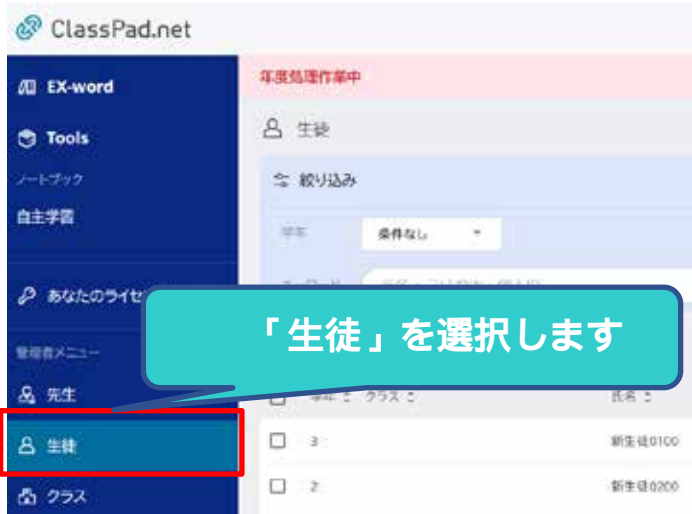 ClassPad.net
EX-word
Tools
ノートブック
自主学習
あなたのライセ
管理者メニュー
先生
生徒
クラス
年度処理作業中
生徒
絞り込み
学年 条件なし
「生徒」を選択します
学年 クラス 氏名
3 新生徒0100
2 新生徒0200